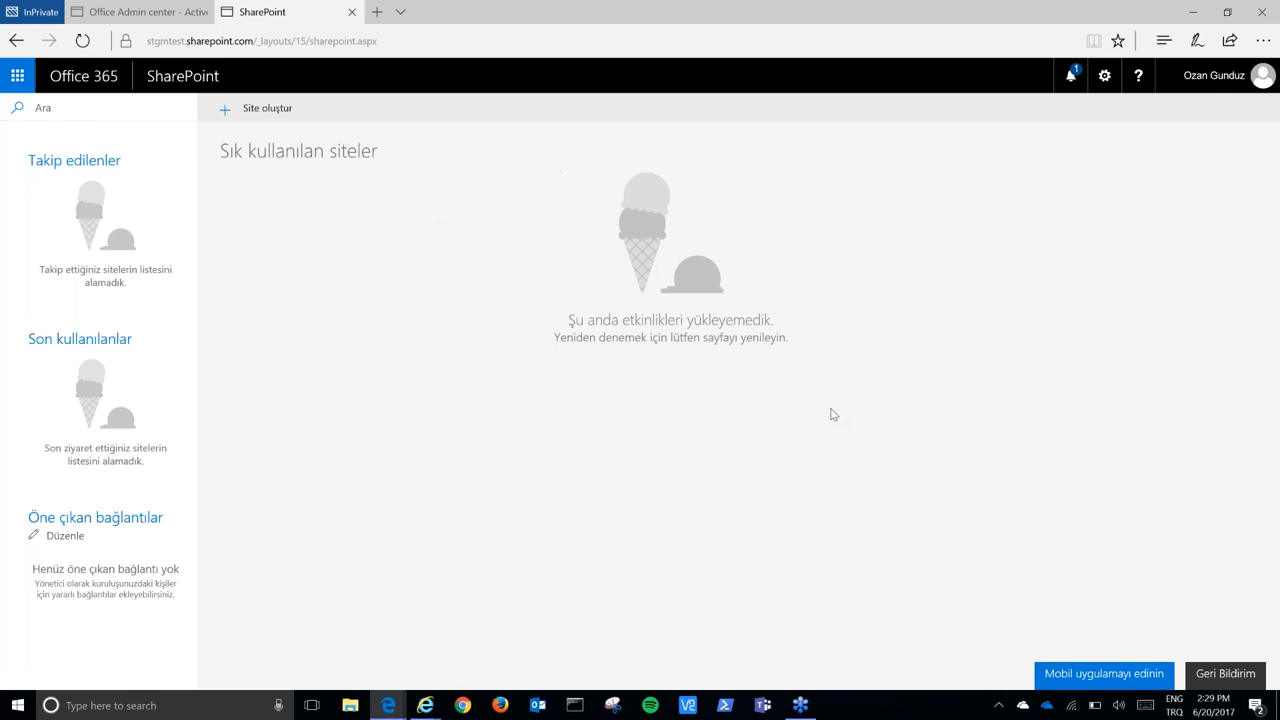 InPrivate
Office Admin center - Active
SharePoint
stgmtest.sharepoint.com/_layouts/15/sharepoint.aspx
Office 365
SharePoint
1
?
Ozan Gunduz
Ara
Site oluştur
Takip edilenler
Takip ettiğiniz sitelerin listesini
alamadık.
Son kullanılanlar
Son ziyaret ettiğiniz sitelerin
listesini alamadık.
Öne çıkan bağlantılar
Düzenle
Henüz öne çıkan bağlantı yok
Yönetici olarak kuruluşunuzdaki kişiler
için yararlı bağlantılar ekleyebilirsiniz.
Sık kullanılan siteler
Şu anda etkinlikleri yükleyemedik.
Yeniden denemek için lütfen sayfayı yenileyin.
Mobil uygulamayı edinin
Geri Bildirim
Type here to search
ENG
TRQ
2:29 PM
6/20/2017
2